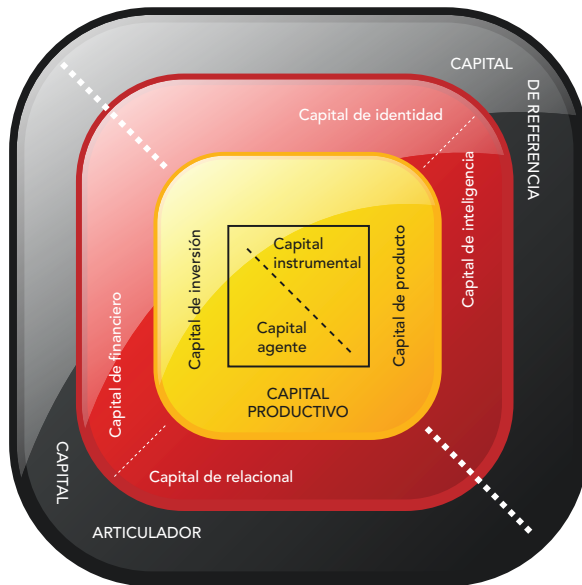 CAPITAL
DE REFERENCIA
Capital de identidad
Capital de inteligencia
Capital de inversión
Capital
instrumental
Capital de producto
Capital
agente
Capital de financiero
CAPITAL
PRODUCTIVO
Capital de relacional
CAPITAL
ARTICULADOR